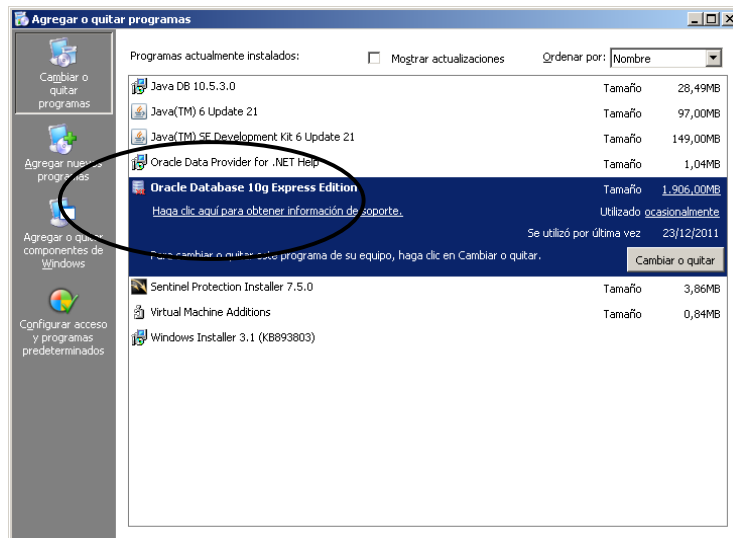 Agregar o quitar programas
Cambiar o
quitar
programas
Agregar nuevos
programas
Agregar o quitar
componentes de
Windows
Configurar acceso
y programas
predeterminados
Programas actualmente instalados:
Mostrar actualizaciones
Ordenar por: Nombre
Java DB 10.5.3.0 Tamaño 28,49MB
Java(TM) 6 Update 21 Tamaño 97,00MB
Java(TM) SE Development Kit 6 Update 21 Tamaño 149,00MB
Oracle Data Provider for .NET Help Tamaño 1,04MB
Oracle Database 10g Express Edition Tamaño 1.906,00MB
Haga clic aquí para obtener información de soporte. Utilizado ocasionalmente
Se utilizó por última vez 23/12/2011
Para cambiar o quitar este programa de su equipo, haga clic en Cambiar o quitar. Cambiar o quitar
Sentinel Protection Installer 7.5.0 Tamaño 3,86MB
Virtual Machine Additions Tamaño 0,84MB
Windows Installer 3.1 (KB893803)